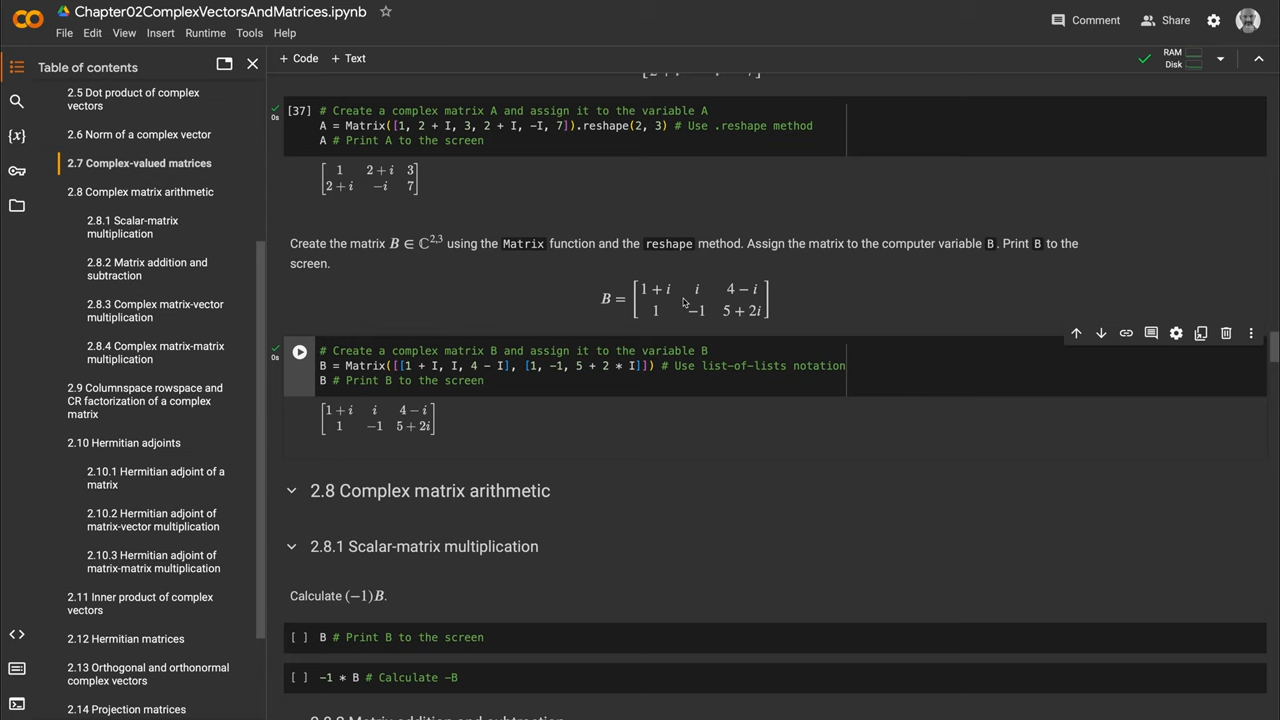 Chapter02ComplexVectorsAndMatrices.ipynb
File Edit View Insert Runtime Tools Help
Comment
Share
Table of contents
+ Code + Text
RAM
Disk
2.5 Dot product of complex
vectors
2.6 Norm of a complex vector
2.7 Complex-valued matrices
2.8 Complex matrix arithmetic
2.8.1 Scalar-matrix
multiplication
2.8.2 Matrix addition and
subtraction
2.8.3 Complex matrix-vector
multiplication
2.8.4 Complex matrix-matrix
multiplication
2.9 Columnspace rowspace and
CR factorization of a complex
matrix
2.10 Hermitian adjoints
2.10.1 Hermitian adjoint of a
matrix
2.10.2 Hermitian adjoint of
matrix-vector multiplication
2.10.3 Hermitian adjoint of
matrix-matrix multiplication
2.11 Inner product of complex
vectors
2.12 Hermitian matrices
2.13 Orthogonal and orthonormal
complex vectors
2.14 Projection matrices
[37] # Create a complex matrix A and assign it to the variable A
0s
A = Matrix([1, 2 + I, 3, 2 + I, -I, 7]).reshape(2, 3) # Use .reshape method
A # Print A to the screen
1 2 + i 3
2 + i −i 7
Create the matrix B ∈ ℂ2,3 using the Matrix function and the reshape method. Assign the matrix to the computer variable B. Print B to the
screen.
B = [1 + i i 4 − i
1 −1 5 + 2i]
# Create a complex matrix B and assign it to the variable B
0s
B = Matrix([[1 + I, I, 4 - I], [1, -1, 5 + 2 * I]]) # Use list-of-lists notation
B # Print B to the screen
1 + i i 4 − i
1 −1 5 + 2i
2.8 Complex matrix arithmetic
2.8.1 Scalar-matrix multiplication
Calculate (−1)B.
[ ] B # Print B to the screen
[ ] -1 * B # Calculate -B
2.8.2 Matrix addition and subtraction